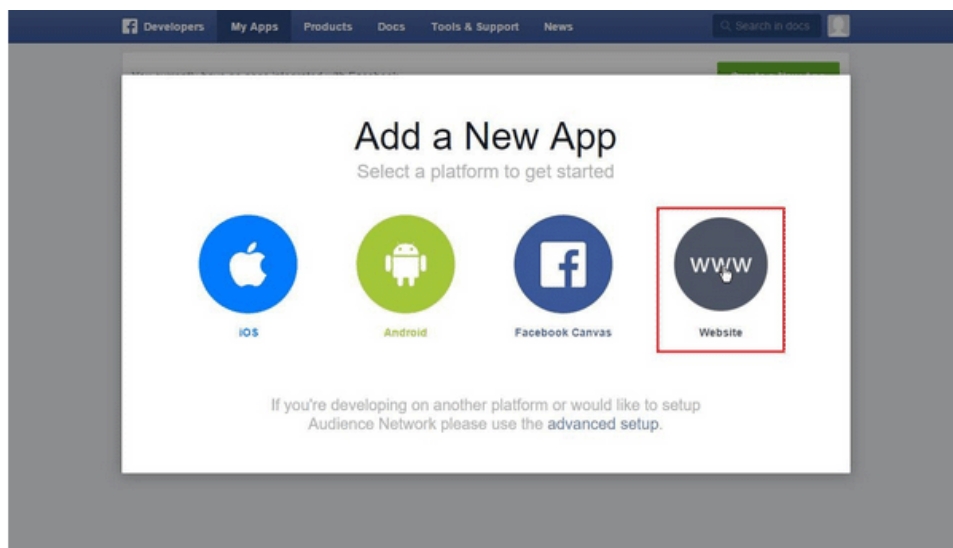 Developers My Apps Products Docs Tools & Support News Search in docs
Add a New App
Select a platform to get started
www
iOS Android Facebook Canvas Website
If you're developing on another platform or would like to setup
Audience Network please use the advanced setup.